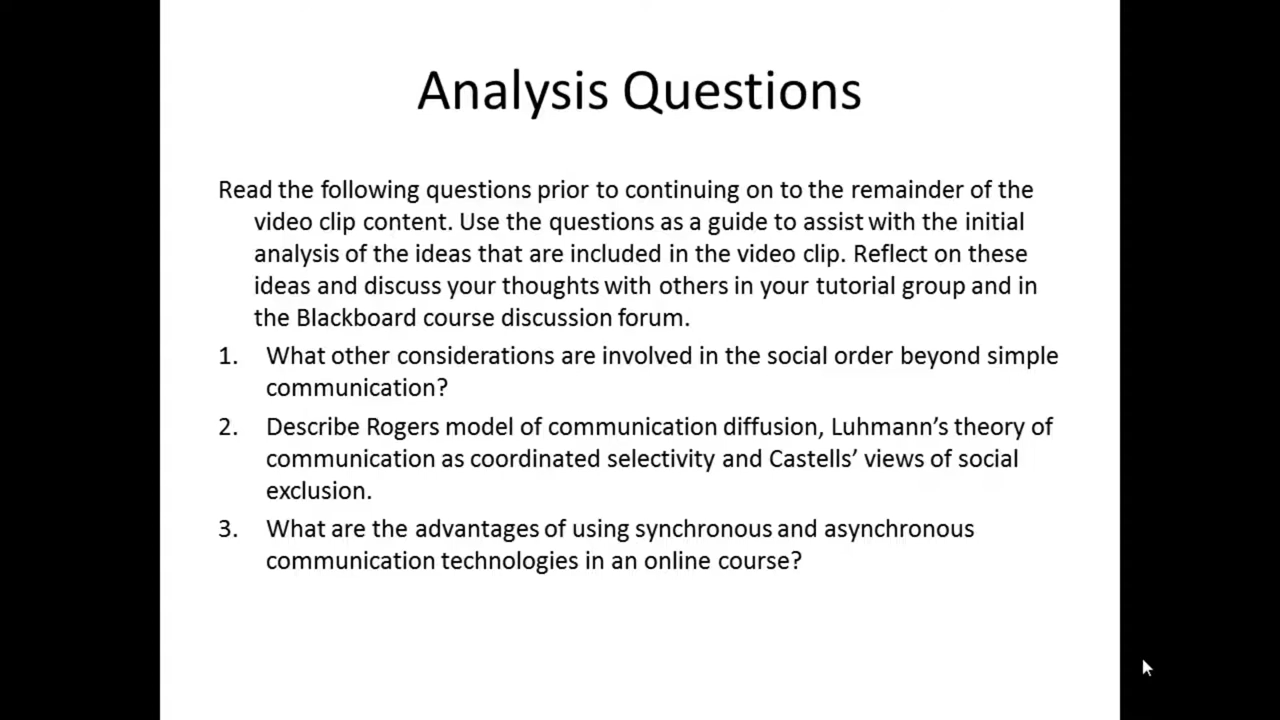 Analysis Questions
Read the following questions prior to continuing on to the remainder of the
video clip content. Use the questions as a guide to assist with the initial
analysis of the ideas that are included in the video clip. Reflect on these
ideas and discuss your thoughts with others in your tutorial group and in
the Blackboard course discussion forum.
1. What other considerations are involved in the social order beyond simple
communication?
2. Describe Rogers model of communication diffusion, Luhmann’s theory of
communication as coordinated selectivity and Castells’ views of social
exclusion.
3. What are the advantages of using synchronous and asynchronous
communication technologies in an online course?